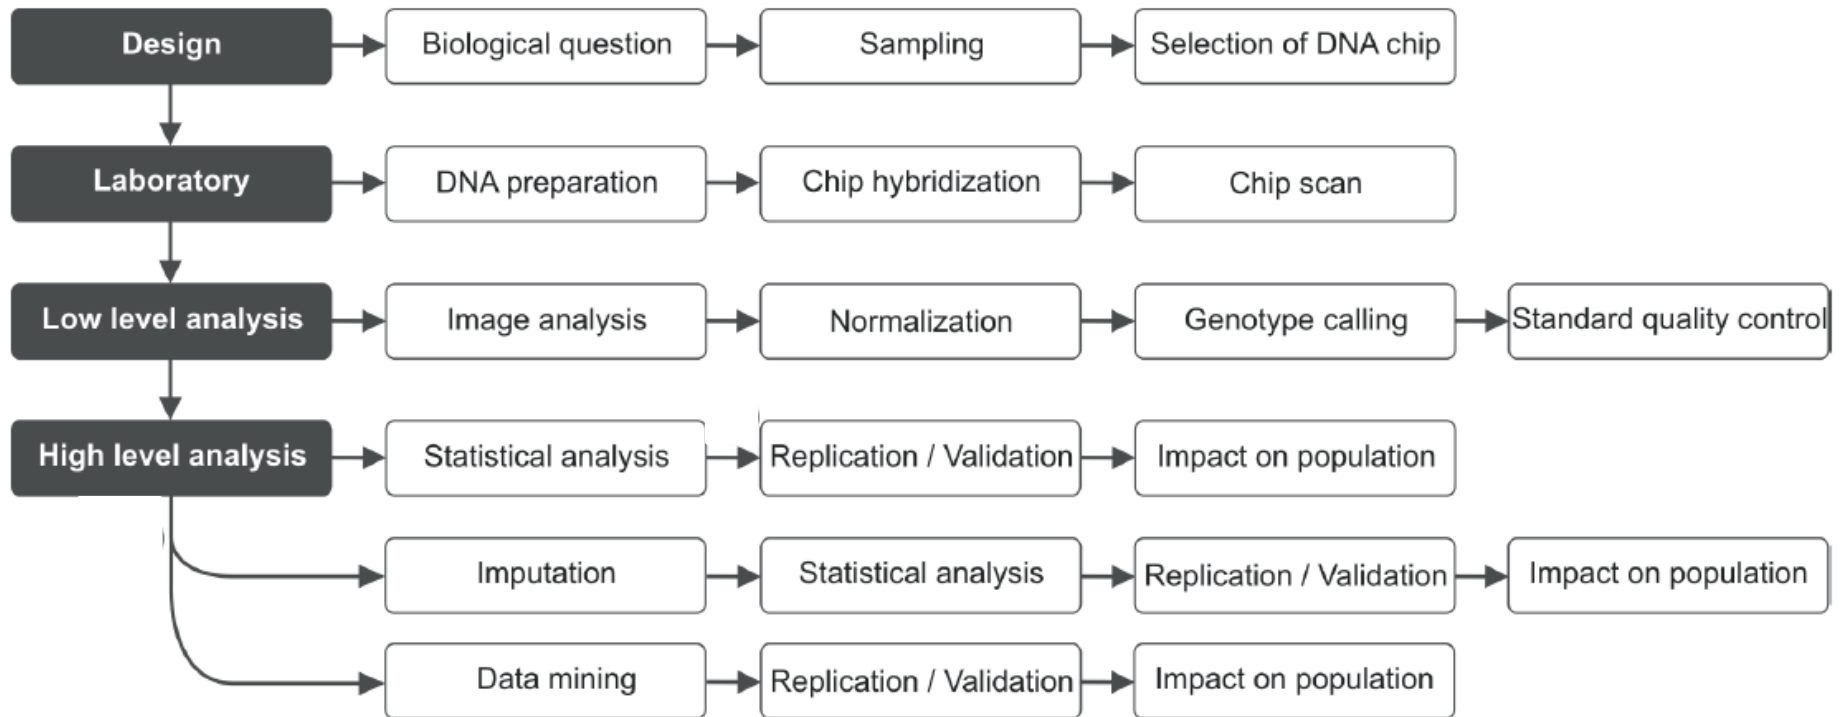 Design
Biological question
Sampling
Selection of DNA chip
Laboratory
DNA preparation
Chip hybridization
Chip scan
Low level analysis
Image analysis
Normalization
Genotype calling
Standard quality control
High level analysis
Statistical analysis
Replication / Validation
Impact on population
Imputation
Statistical analysis
Replication / Validation
Impact on population
Data mining
Replication / Validation
Impact on population